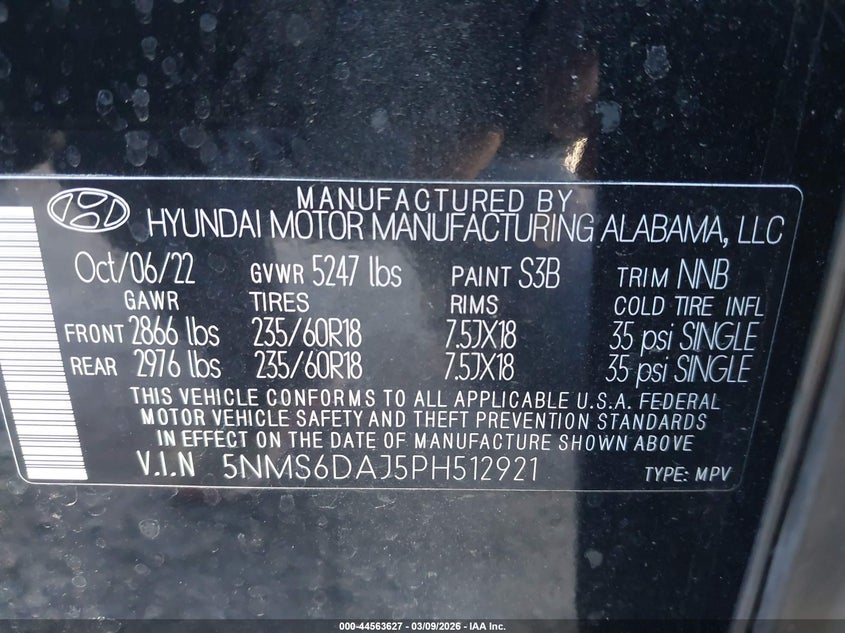 MANUFACTURED BY
HYUNDAI MOTOR MANUFACTURING ALABAMA, LLC
Oct/06/22 GVWR 5247 lbs PAINT S3B TRIM NNB
GAWR TIRES RIMS COLD TIRE INFL
FRONT 2866 lbs 235/60R18 7.5JX18 35 psi SINGLE
REAR 2976 lbs 235/60R18 7.5JX18 35 psi SINGLE
THIS VEHICLE CONFORMS TO ALL APPLICABLE U.S.A. FEDERAL
MOTOR VEHICLE SAFETY AND THEFT PREVENTION STANDARDS
IN EFFECT ON THE DATE OF MANUFACTURE SHOWN ABOVE
V.I.N 5NMS6DAJ5PH512921 TYPE: MPV
000-44563627 - 03/09/2026 - IAA Inc.